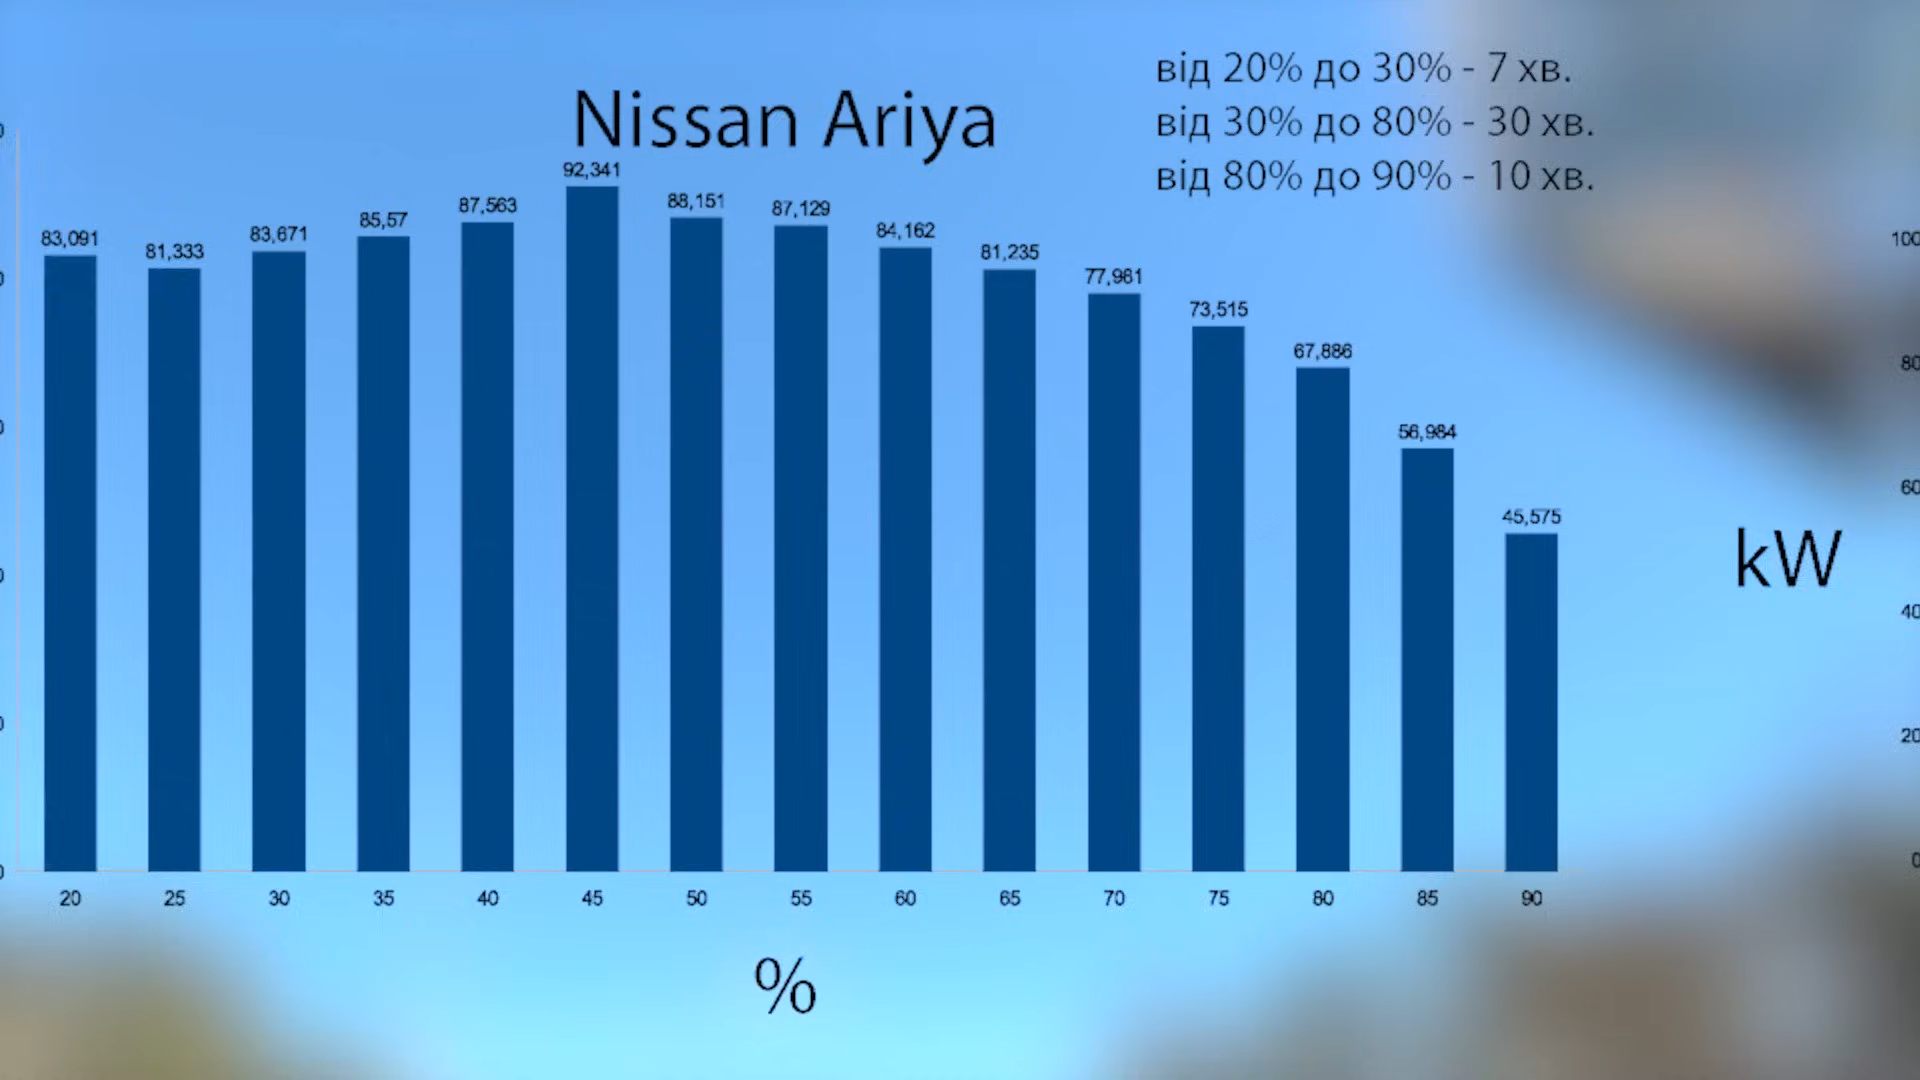 Nissan Ariya
від 20% до 30% - 7 хв.
від 30% до 80% - 30 хв.
від 80% до 90% - 10 хв.
83,091 81,333 83,671 85,57 87,563 92,341 88,151 87,129 84,162 81,235 77,981 73,515 67,886 56,984 45,575
20 25 30 35 40 45 50 55 60 65 70 75 80 85 90
%
kW
100
80
60
40
20
0